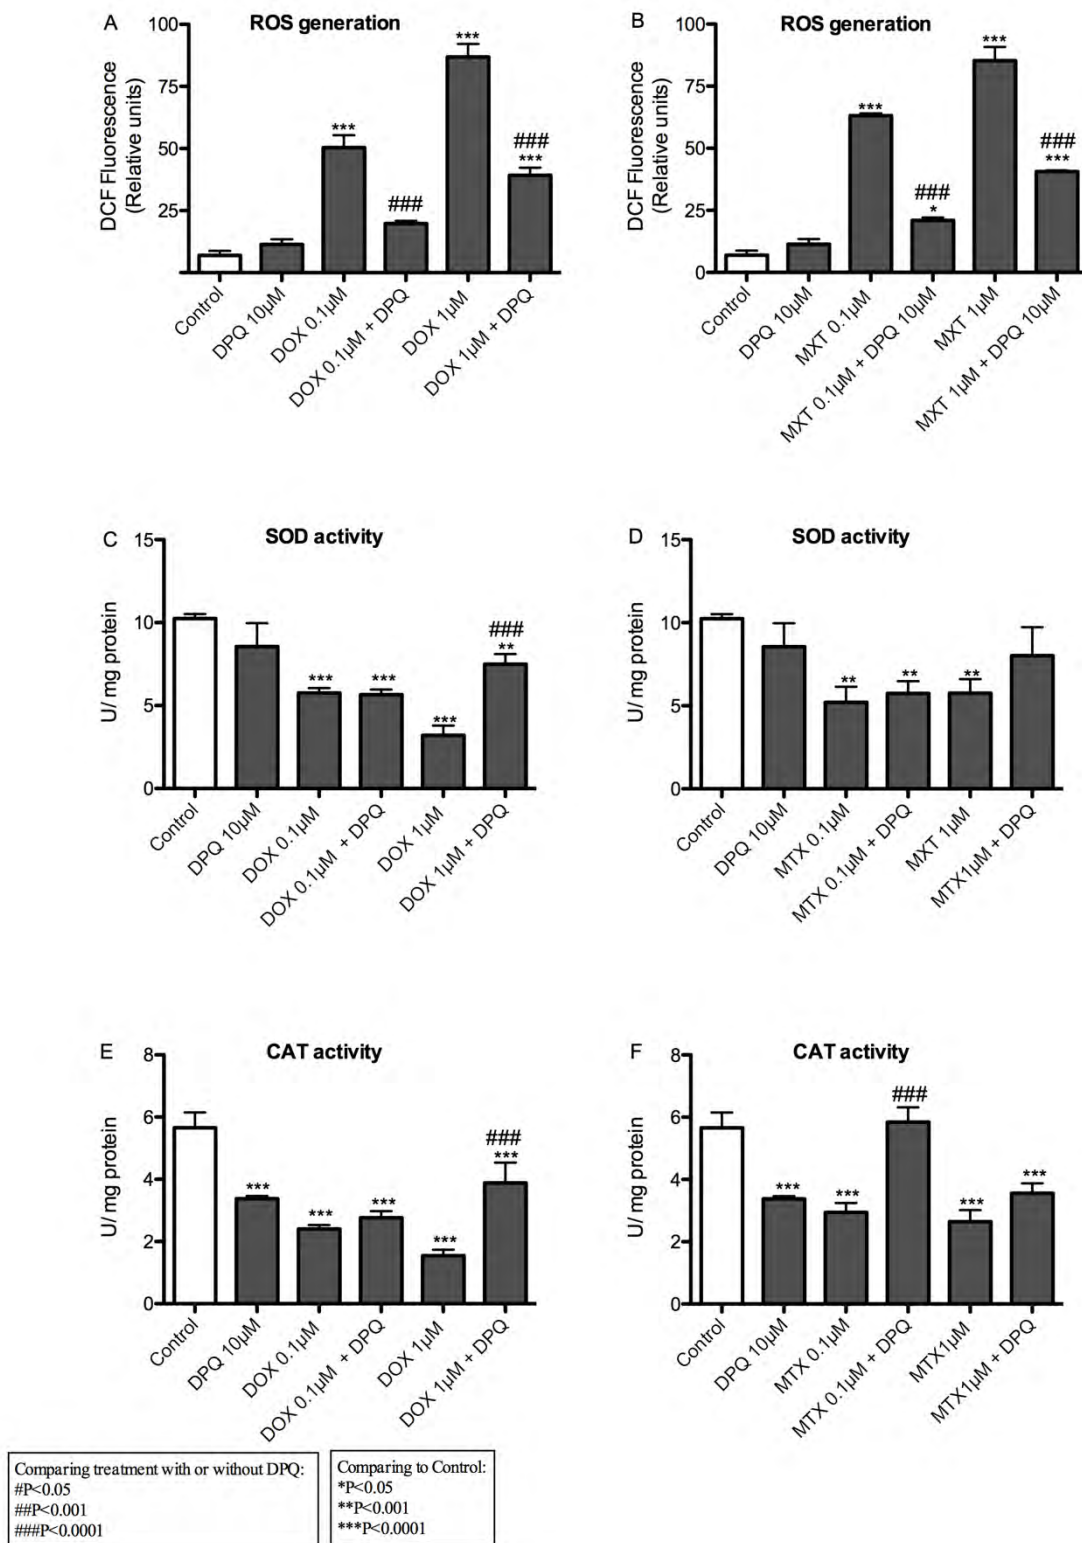 A
ROS generation
DCF Fluorescence
(Relative units)
100
75
50
25
0
***
###
***
###
***
Control
DPQ 10µM
DOX 0.1µM
DOX 0.1µM + DPQ
DOX 1µM
DOX 1µM + DPQ
B
ROS generation
DCF Fluorescence
(Relative units)
100
75
50
25
0
***
###
*
***
###
***
Control
DPQ 10µM
MXT 0.1µM
MXT 0.1µM + DPQ 10µM
MXT 1µM
MXT 1µM + DPQ 10µM
C
SOD activity
U/ mg protein
15
10
5
0
***
***
***
###
**
Control
DPQ 10µM
DOX 0.1µM
DOX 0.1µM + DPQ
DOX 1µM
DOX 1µM + DPQ
D
SOD activity
U/ mg protein
15
10
5
0
**
**
**
Control
DPQ 10µM
MTX 0.1µM
MTX 0.1µM + DPQ
MXT 1µM
MTX1µM + DPQ
E
CAT activity
U/ mg protein
8
6
4
2
0
***
***
***
***
###
***
Control
DPQ 10µM
DOX 0.1µM
DOX 0.1µM + DPQ
DOX 1µM
DOX 1µM + DPQ
F
CAT activity
U/ mg protein
8
6
4
2
0
***
***
###
***
***
Control
DPQ 10µM
MTX 0.1µM
MTX 0.1µM + DPQ
MTX1µM
MTX1µM + DPQ
Comparing treatment with or without DPQ:
#P<0.05
##P<0.001
###P<0.0001
Comparing to Control:
*P<0.05
**P<0.001
***P<0.0001